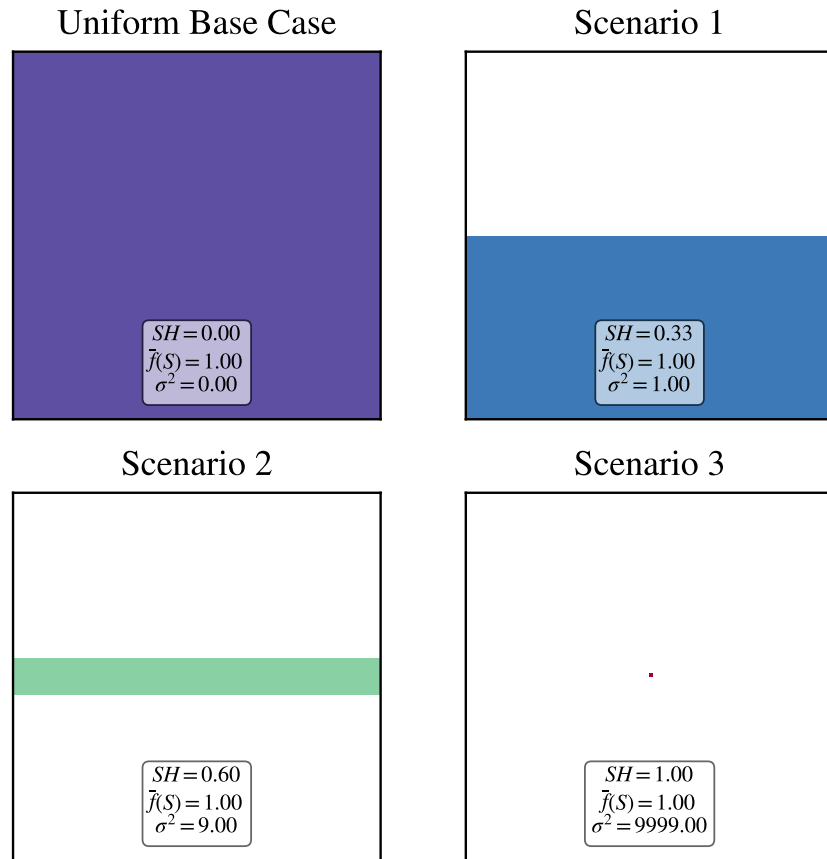 Uniform Base Case
Scenario 1
SH = 0.00
f̄(S) = 1.00
σ² = 0.00
SH = 0.33
f̄(S) = 1.00
σ² = 1.00
Scenario 2
Scenario 3
SH = 0.60
f̄(S) = 1.00
σ² = 9.00
SH = 1.00
f̄(S) = 1.00
σ² = 9999.00